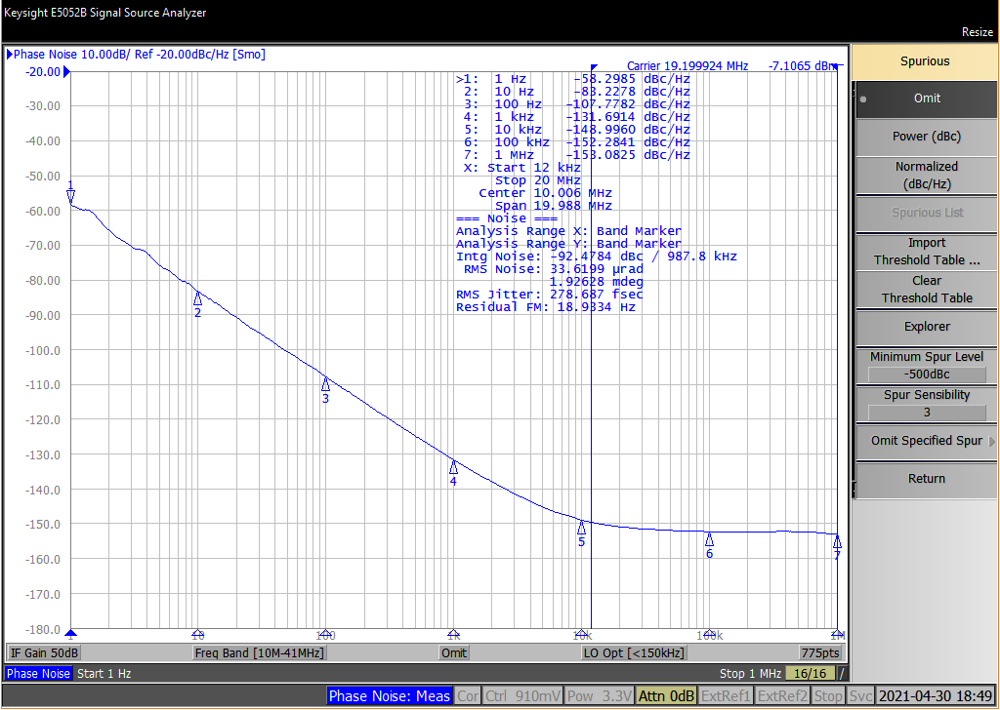 Keysight E5052B Signal Source Analyzer
Resize
Phase Noise 10.00dB/ Ref -20.00dBc/Hz [Smo]
Carrier 19.199924 MHz -7.1065 dBm
-20.00
-30.00
-40.00
-50.00
-60.00
-70.00
-80.00
-90.00
-100.0
-110.0
-120.0
-130.0
-140.0
-150.0
-160.0
-170.0
-180.0
>1: 1 Hz -58.2985 dBc/Hz
2: 10 Hz -83.2278 dBc/Hz
3: 100 Hz -107.7782 dBc/Hz
4: 1 kHz -131.6914 dBc/Hz
5: 10 kHz -148.9960 dBc/Hz
6: 100 kHz -152.2841 dBc/Hz
7: 1 MHz -153.0825 dBc/Hz
X: Start 12 kHz
Stop 20 MHz
Center 10.006 MHz
Span 19.988 MHz
=== Noise ===
Analysis Range X: Band Marker
Analysis Range Y: Band Marker
Intg Noise: -92.4784 dBc / 987.8 kHz
RMS Noise: 33.6199 µrad
1.92628 mdeg
RMS Jitter: 278.687 fsec
Residual FM: 18.9334 Hz
1
2
3
4
5
6
7
1 10 100 1k 10k 100k 1M
IF Gain 50dB Freq Band [10M-41MHz] Omit LO Opt [<150kHz] 775pts
Phase Noise Start 1 Hz Stop 1 MHz 16/16 /
Phase Noise: Meas Cor Ctrl 910mV Pow 3.3V Attn 0dB ExtRef1 ExtRef2 Stop Svc 2021-04-30 18:49
Spurious
Omit
Power (dBc)
Normalized
(dBc/Hz)
Spurious List
Import
Threshold Table ...
Clear
Threshold Table
Explorer
Minimum Spur Level
-500dBc
Spur Sensibility
3
Omit Specified Spur
Return